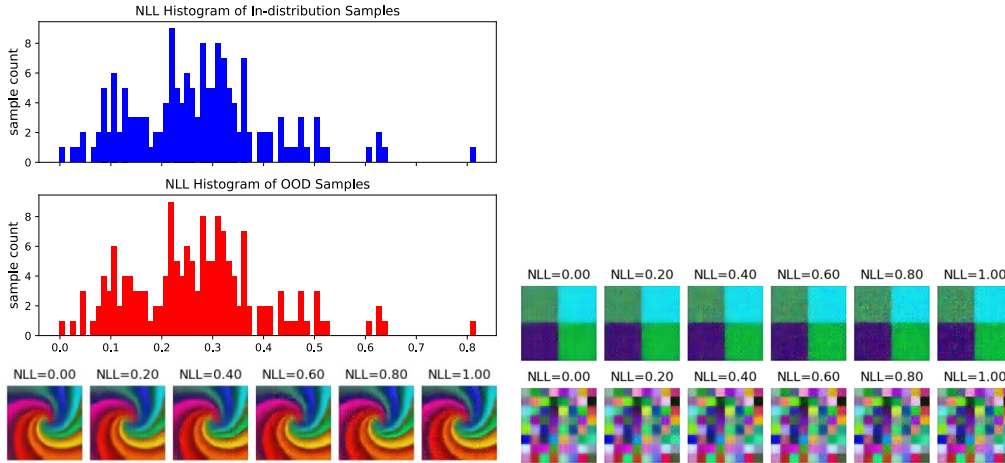 NLL Histogram of In-distribution Samples
8
6
4
2
0
sample count
NLL Histogram of OOD Samples
8
6
4
2
0
sample count
0.0 0.1 0.2 0.3 0.4 0.5 0.6 0.7 0.8
NLL=0.00 NLL=0.20 NLL=0.40 NLL=0.60 NLL=0.80 NLL=1.00
NLL=0.00 NLL=0.20 NLL=0.40 NLL=0.60 NLL=0.80 NLL=1.00
NLL=0.00 NLL=0.20 NLL=0.40 NLL=0.60 NLL=0.80 NLL=1.00